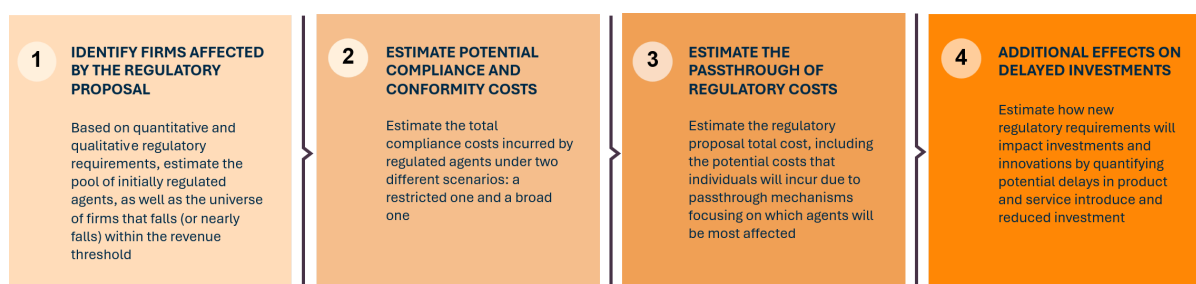 1
IDENTIFY FIRMS AFFECTED
BY THE REGULATORY
PROPOSAL
Based on quantitative and
qualitative regulatory
requirements, estimate the
pool of initially regulated
agents, as well as the universe
of firms that falls (or nearly
falls) within the revenue
threshold
2
ESTIMATE POTENTIAL
COMPLIANCE AND
CONFORMITY COSTS
Estimate the total
compliance costs incurred by
regulated agents under two
different scenarios: a
restricted one and a broad
one
3
ESTIMATE THE
PASSTHROUGH OF
REGULATORY COSTS
Estimate the regulatory
proposal total cost, including
the potential costs that
individuals will incur due to
passthrough mechanisms
focusing on which agents will
be most affected
4
ADDITIONAL EFFECTS ON
DELAYED INVESTMENTS
Estimate how new
regulatory requirements will
impact investments and
innovations by quantifying
potential delays in product
and service introduce and
reduced investment